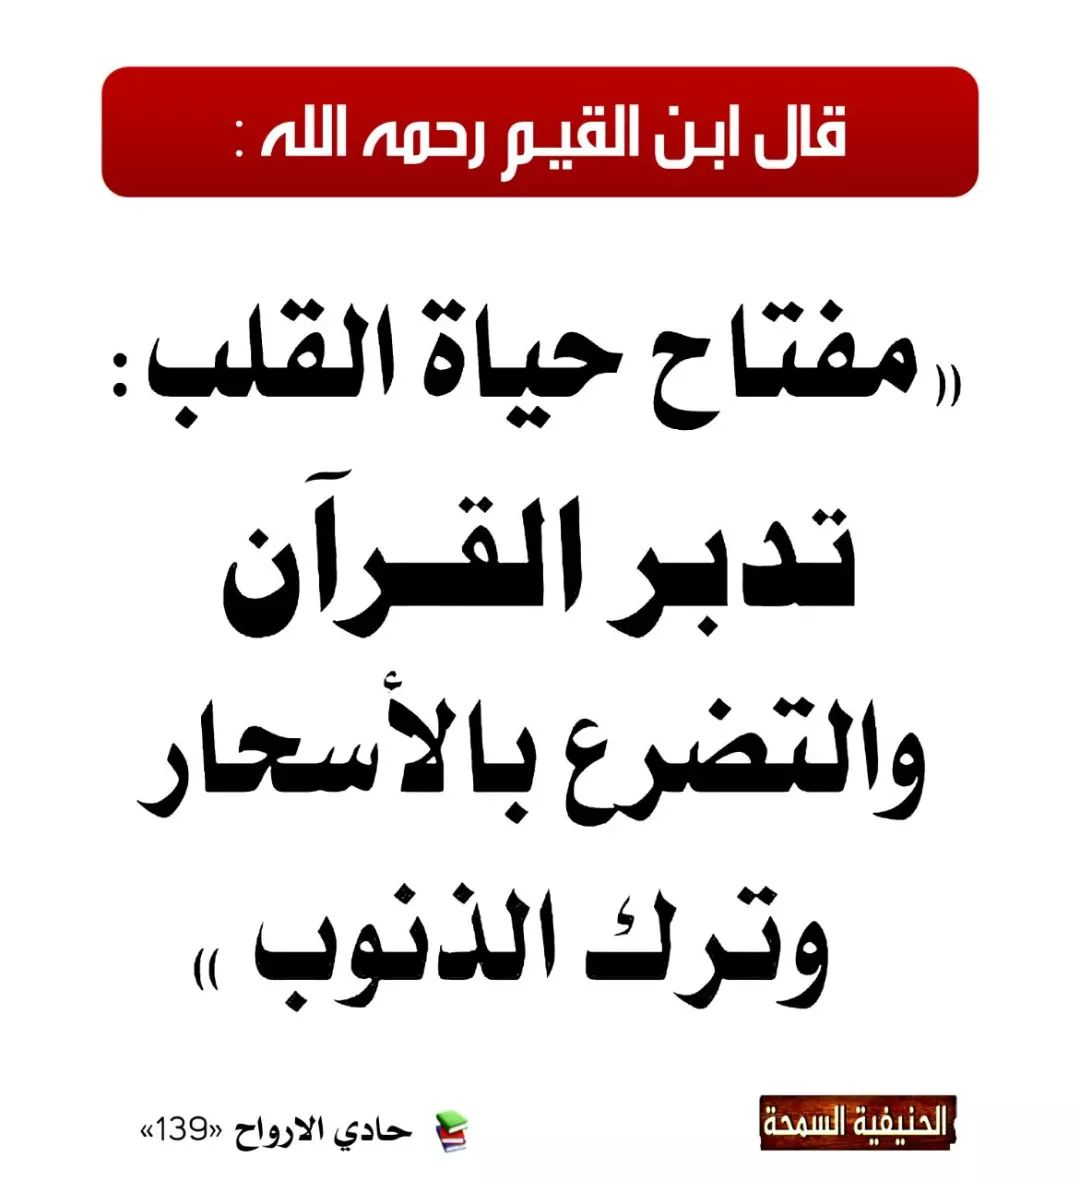 قال ابن القيم رحمه الله :
(( مفتاح حياة القلب :
تدبر القرآن
والتضرع بالأسحار
وترك الذنوب ))
حادي الارواح «139»
الحنيفية السمحة